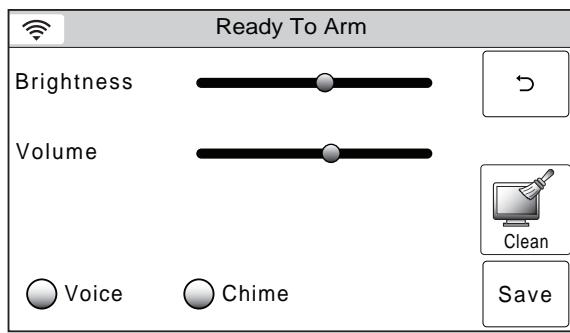 Ready To Arm
Brightness
Volume
Clean
Voice
Chime
Save